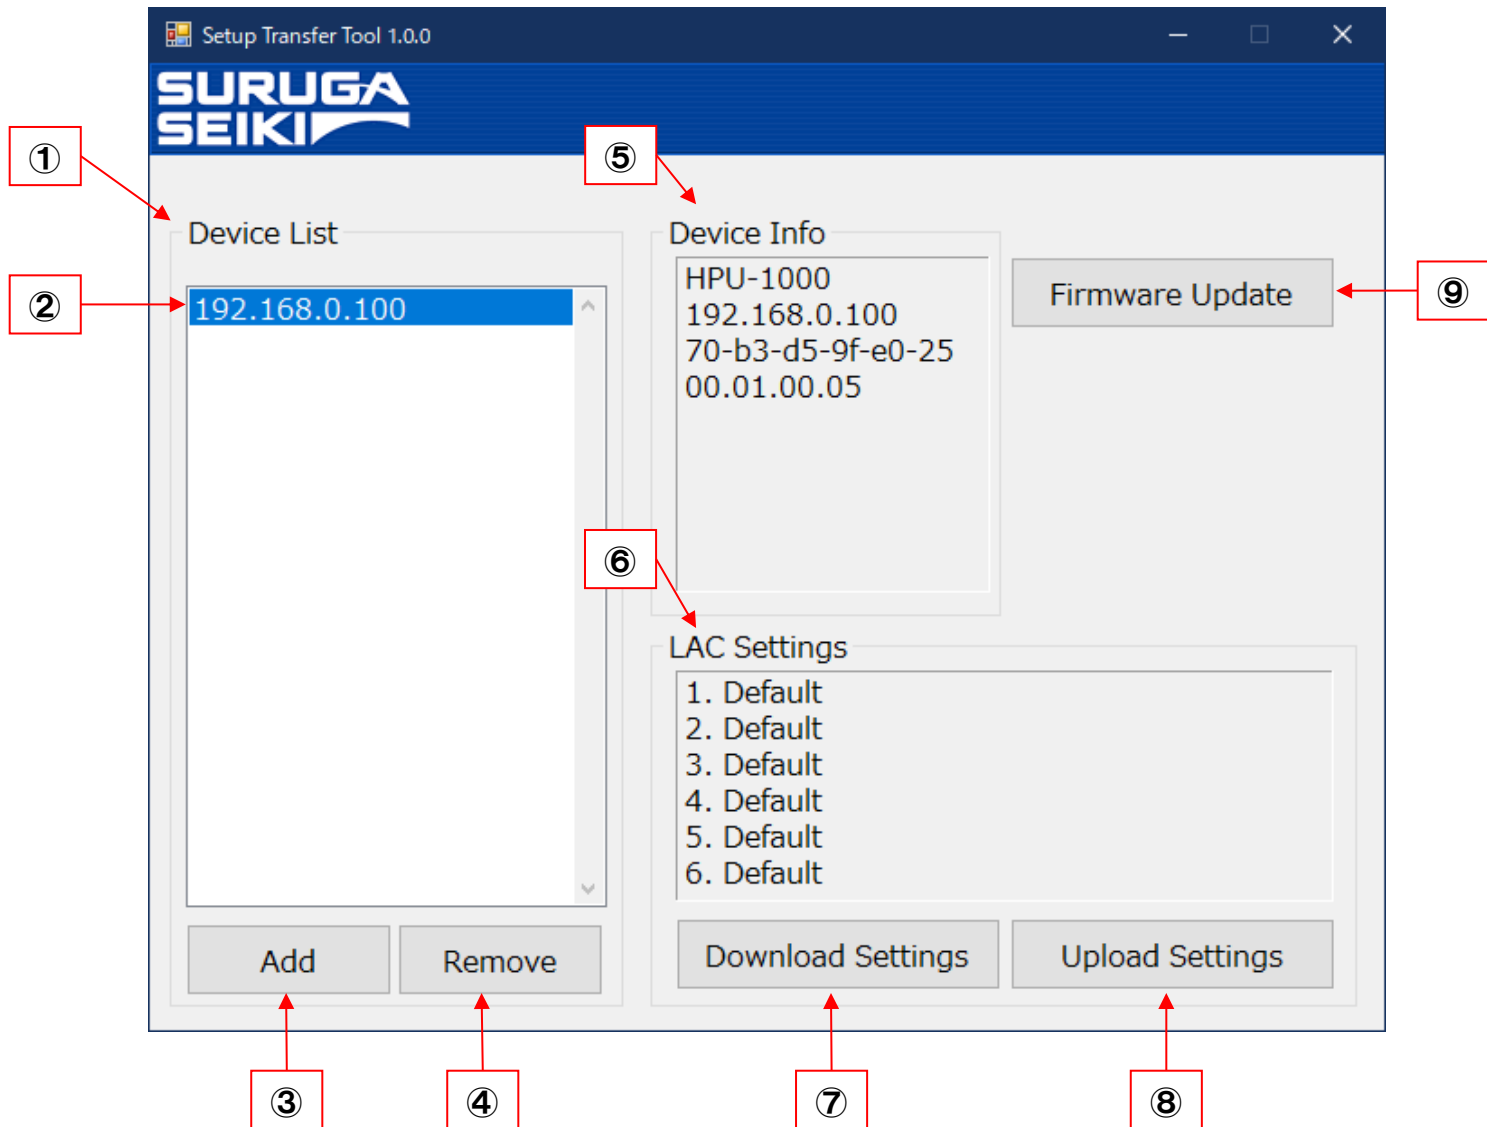 Setup Transfer Tool 1.0.0
SURUGA
SEIKI
①
⑤
Device List
Device Info
②
192.168.0.100
HPU-1000
192.168.0.100
70-b3-d5-9f-e0-25
00.01.00.05
Firmware Update
⑨
⑥
LAC Settings
1. Default
2. Default
3. Default
4. Default
5. Default
6. Default
Add
Remove
Download Settings
Upload Settings
③
④
⑦
⑧